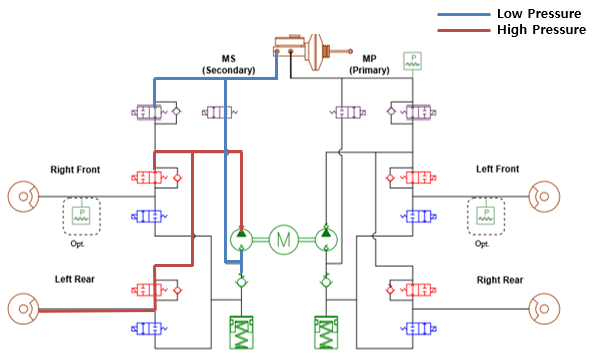 Low Pressure
High Pressure
MS
(Secondary)
MP
(Primary)
P
Right Front
Left Front
P
Opt.
P
Opt.
M
Left Rear
Right Rear